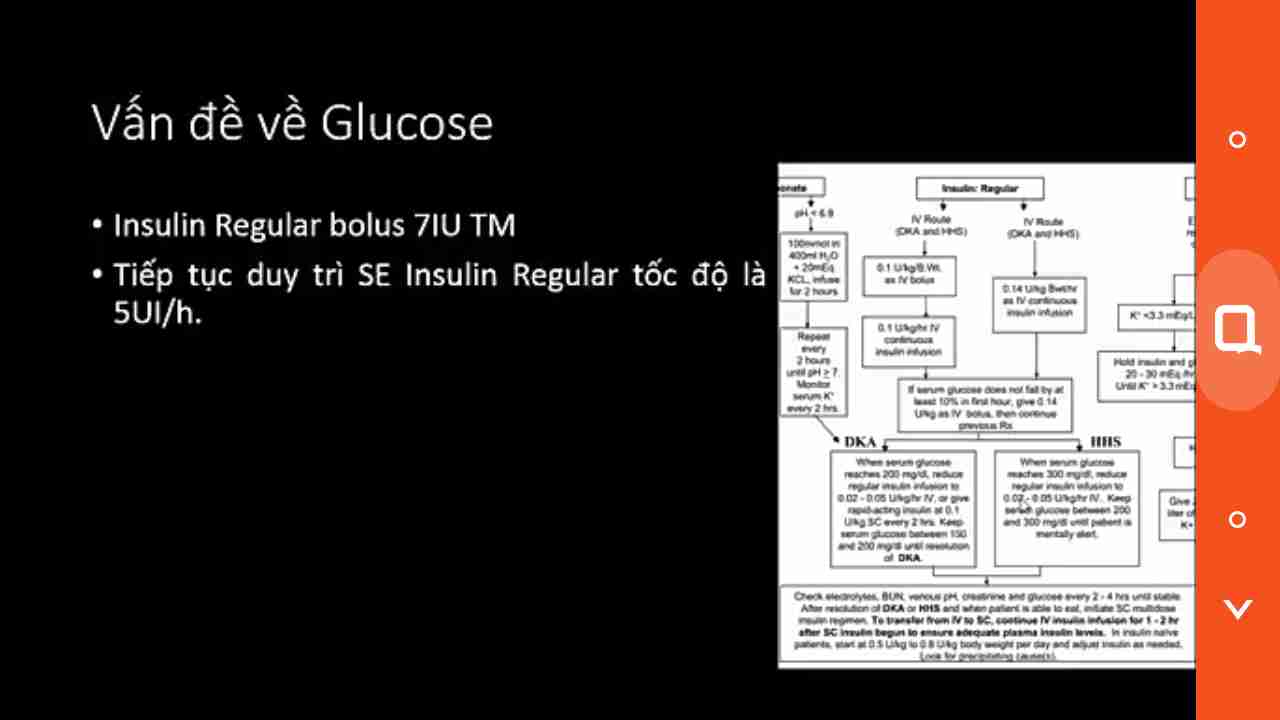 Vấn đề về Glucose
• Insulin Regular bolus 7IU TM
• Tiếp tục duy trì SE Insulin Regular tốc độ là
5UI/h.
Insulin: Regular
pH < 6.9
IV Route
(DKA and HHS)
IV Route
(DKA and HHS)
100mmol in
400ml H₂O
+ 20mEq
KCL, infuse
for 2 hours
0.1 U/kg/B.Wt.
as IV bolus
0.14 U/kg Bwt/hr
as IV continuous
insulin infusion
K⁺ <3.3 mEq/L
0.1 U/kg/hr IV
continuous
insulin infusion
Repeat
every
2 hours
until pH ≥ 7.
Monitor
serum K⁺
every 2 hrs.
Hold insulin and
20 - 30 mEq
Until K⁺ > 3.3
If serum glucose does not fall by at
least 10% in first hour, give 0.14
U/kg as IV bolus, then continue
previous Rx
DKA
HHS
When serum glucose
reaches 200 mg/dl, reduce
regular insulin infusion to
0.02 - 0.05 U/kg/hr IV, or give
rapid-acting insulin at 0.1
U/kg SC every 2 hrs. Keep
serum glucose between 150
and 200 mg/dl until resolution
of DKA.
When serum glucose
reaches 300 mg/dl, reduce
regular insulin infusion to
0.02 - 0.05 U/kg/hr IV. Keep
serum glucose between 200
and 300 mg/dl until patient is
mentally alert.
Give
liter of
K+
Check electrolytes, BUN, venous pH, creatinine and glucose every 2 - 4 hrs until stable.
After resolution of DKA or HHS and when patient is able to eat, initiate SC multidose
insulin regimen. To transfer from IV to SC, continue IV insulin infusion for 1 - 2 hr
after SC insulin begun to ensure adequate plasma insulin levels. In insulin naive
patients, start at 0.5 U/kg to 0.8 U/kg body weight per day and adjust insulin as needed.
Look for precipitating cause(s).